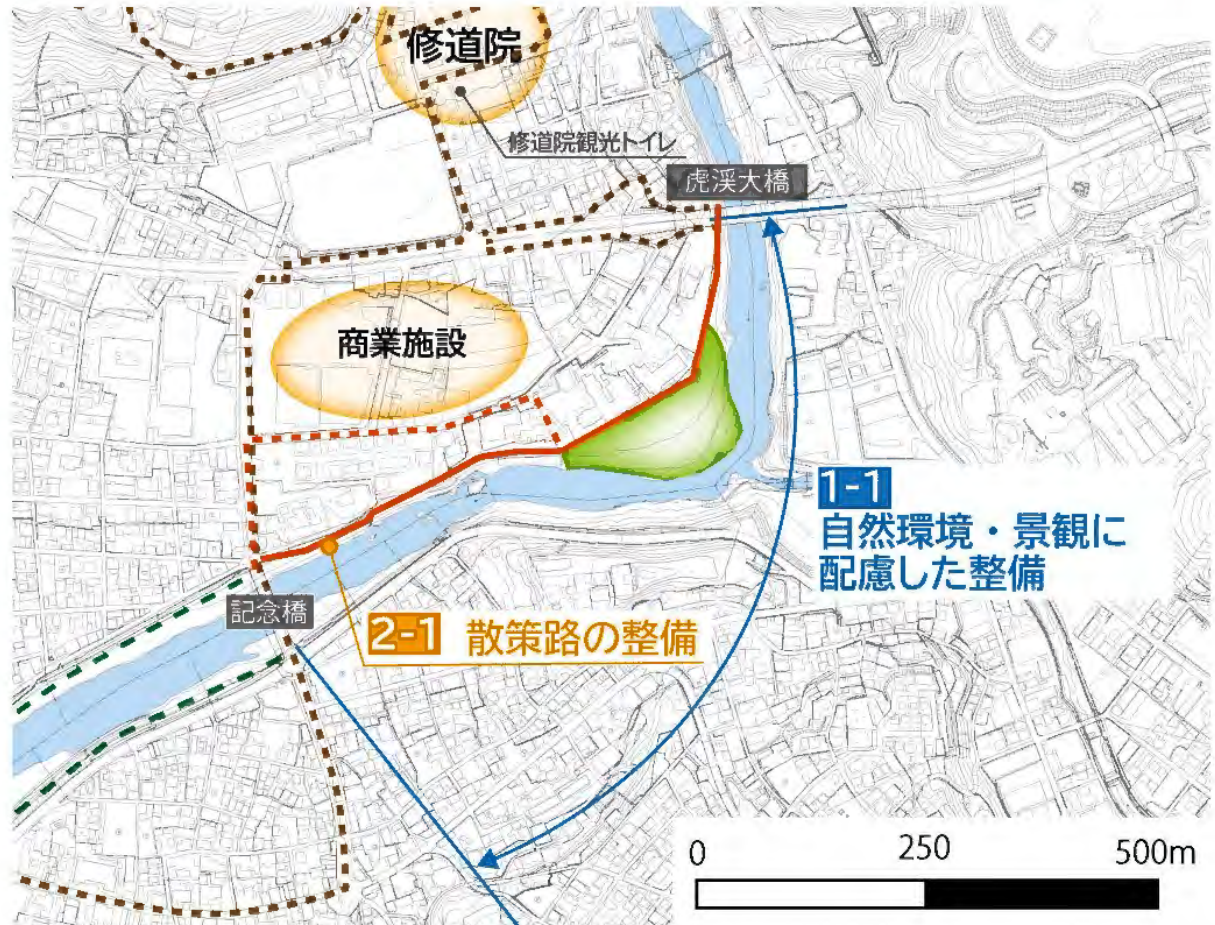 修道院
修道院観光トイレ
虎渓大橋
商業施設
1-1
自然環境・景観に
配慮した整備
記念橋
2-1 散策路の整備
0 250 500m